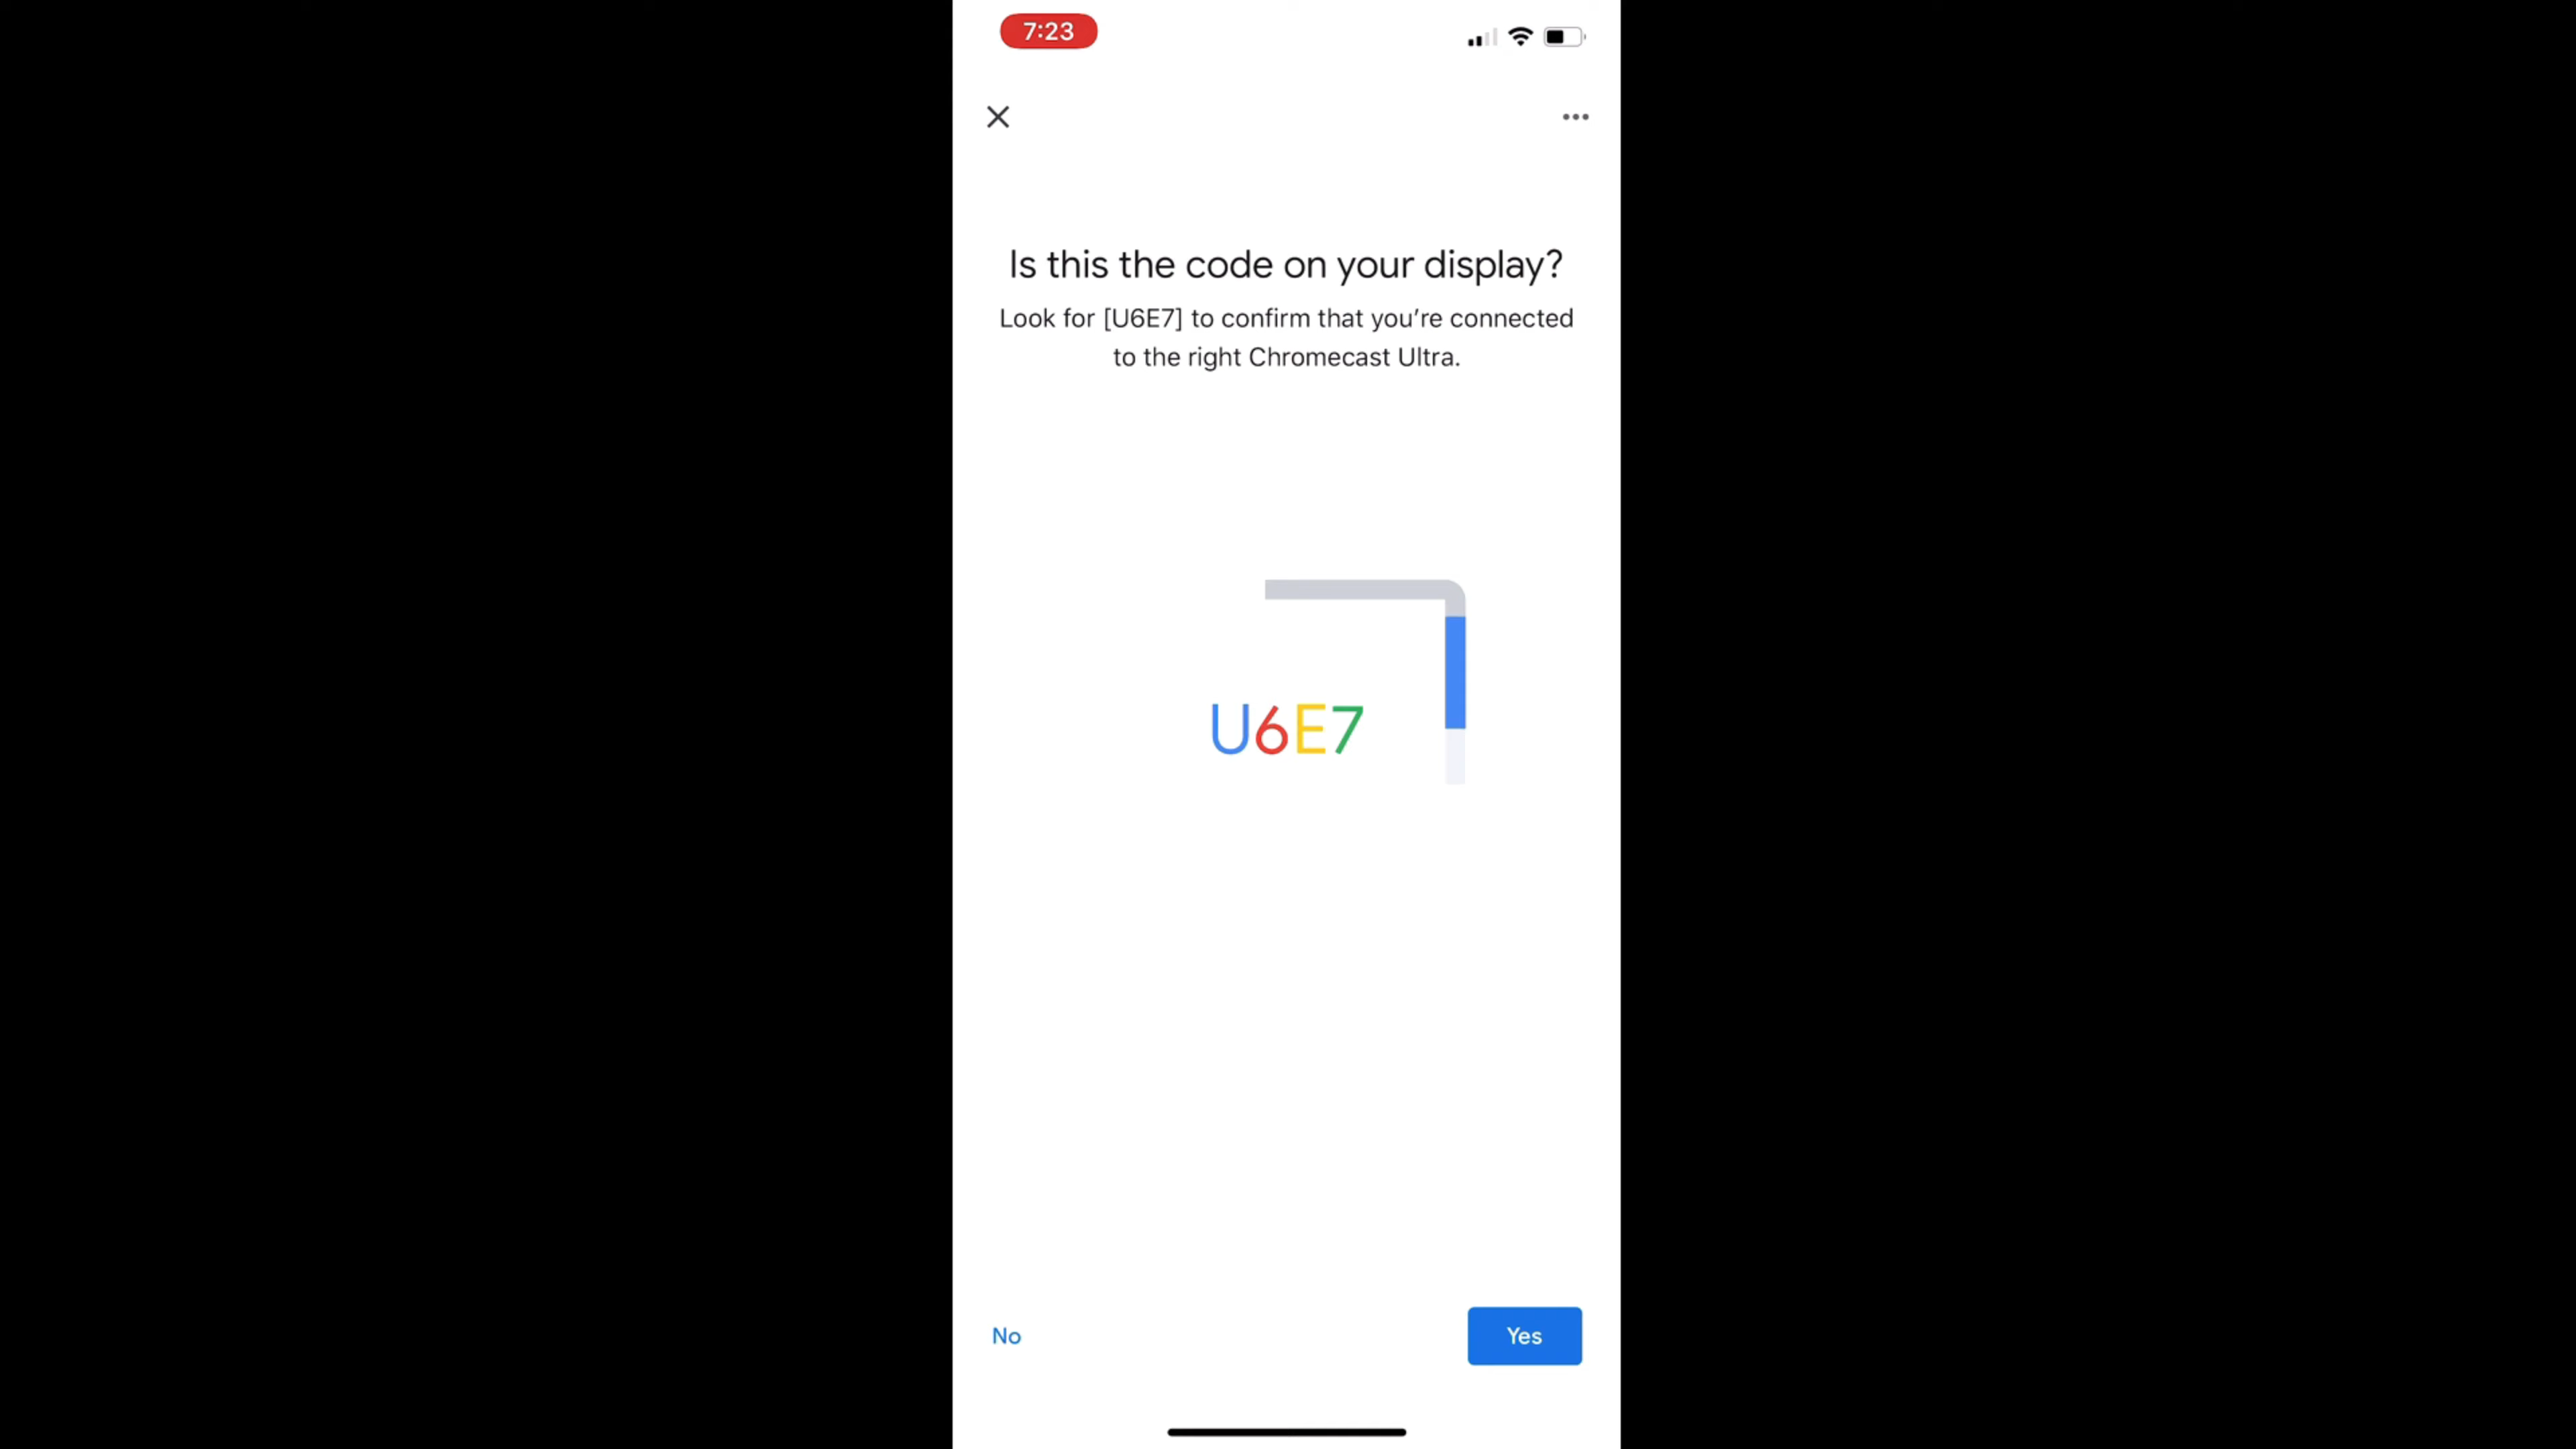 7:23
Is this the code on your display?
Look for [U6E7] to confirm that you're connected
to the right Chromecast Ultra.
U6E7
No
Yes